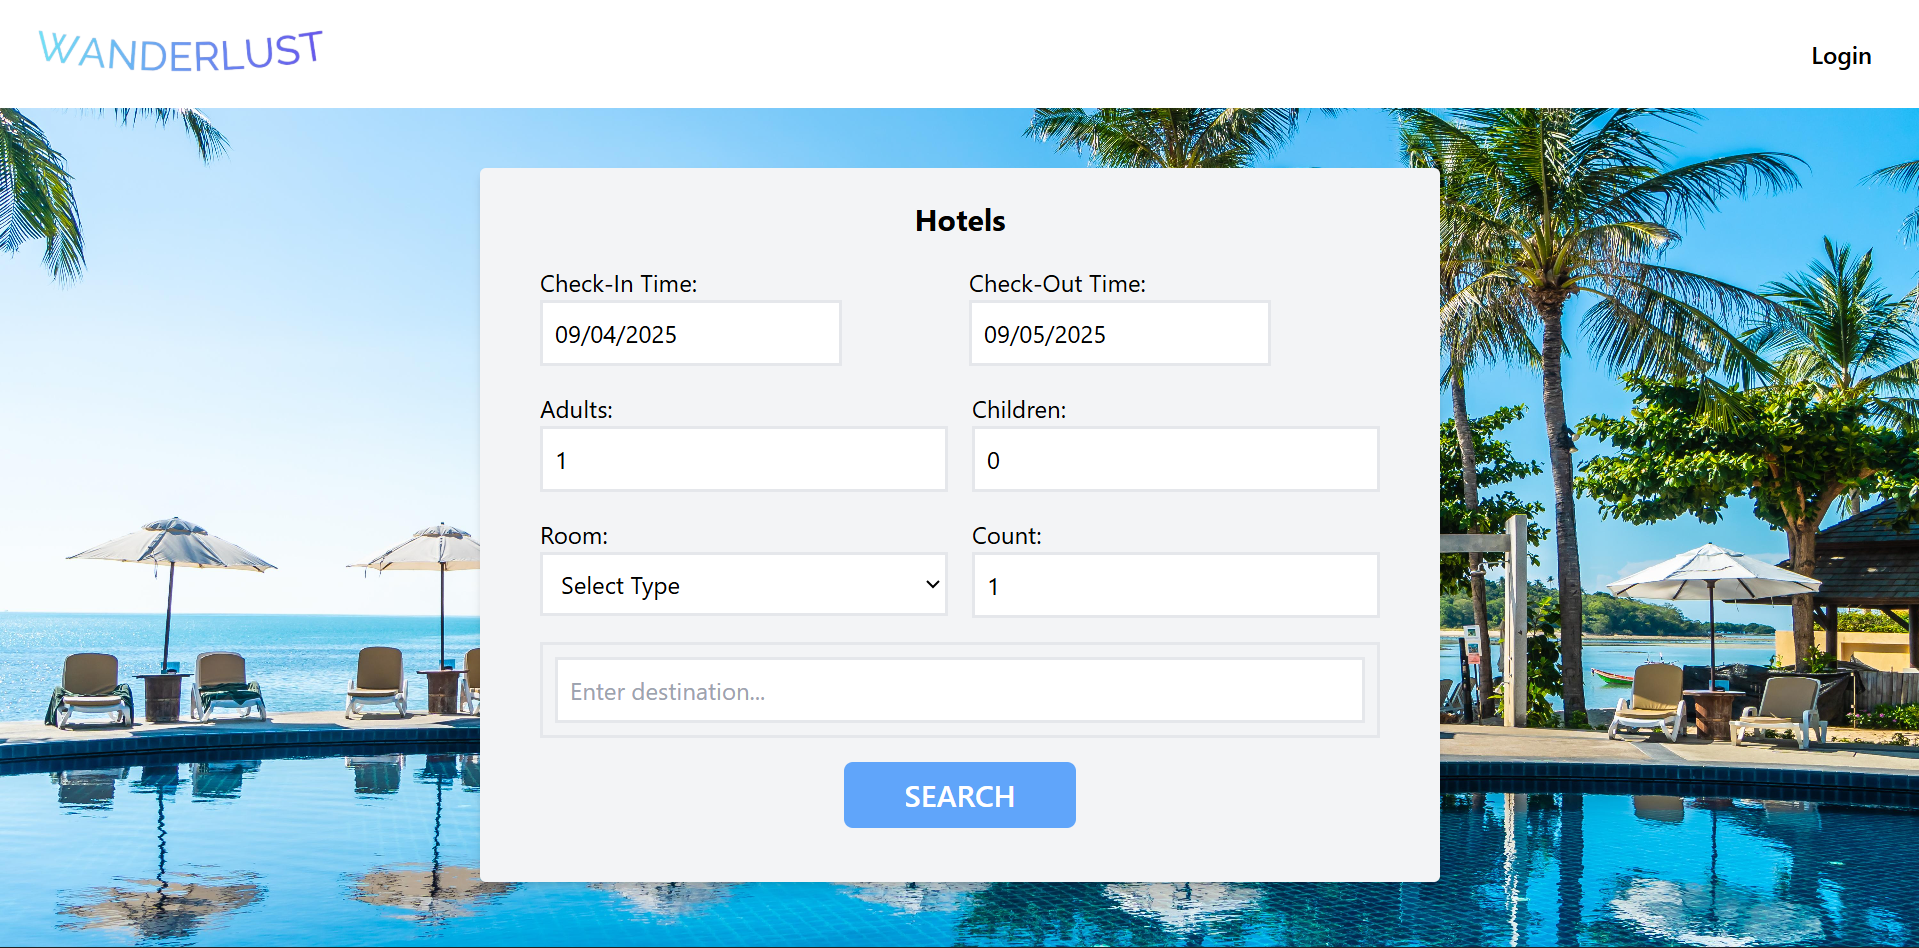 WANDERLUST
Login
Hotels
Check-In Time:
Check-Out Time:
09/04/2025
09/05/2025
Adults:
Children:
1
0
Room:
Count:
Select Type
1
Enter destination...
SEARCH